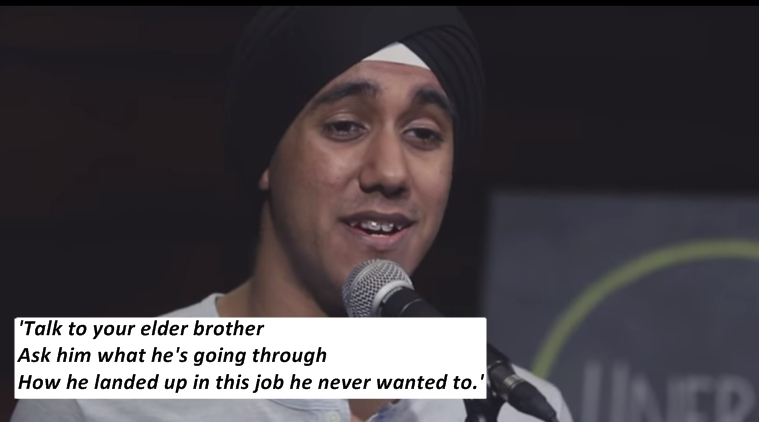 'Talk to your elder brother
Ask him what he's going through
How he landed up in this job he never wanted to.'
UNER